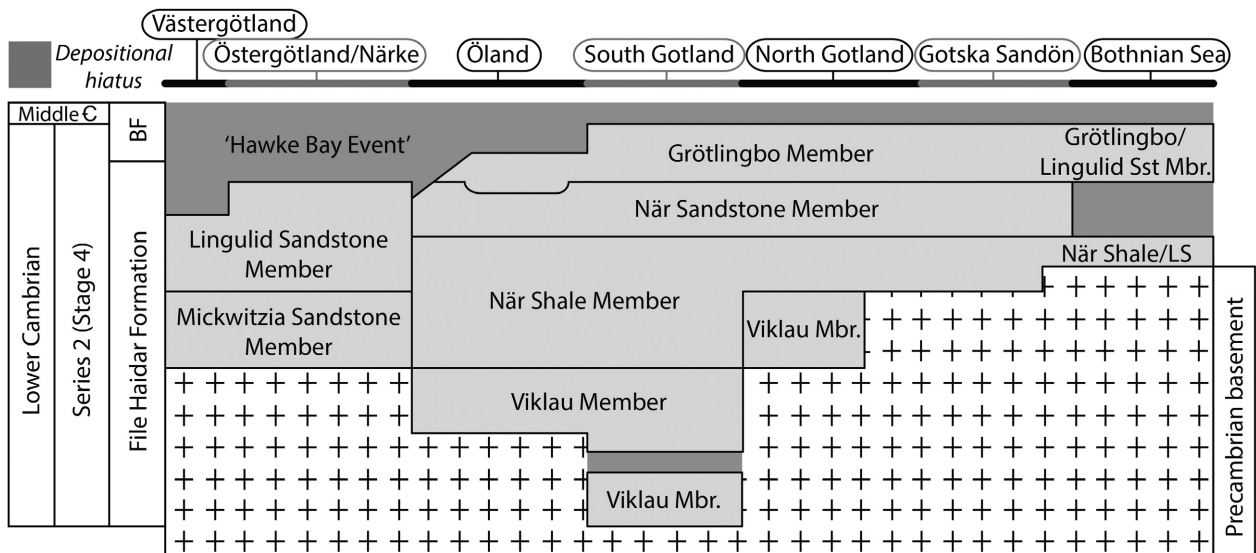 Västergötland
Depositional
hiatus
Östergötland/Närke
Öland
South Gotland
North Gotland
Gotska Sandön
Bothnian Sea
Middle Ꞓ
BF
'Hawke Bay Event'
Grötlingbo Member
Grötlingbo/
Lingulid Sst Mbr.
När Sandstone Member
Lingulid Sandstone
Member
När Shale/LS
När Shale Member
Mickwitzia Sandstone
Member
Viklau Mbr.
Viklau Member
Viklau Mbr.
Lower Cambrian
Series 2 (Stage 4)
File Haidar Formation
Precambrian basement